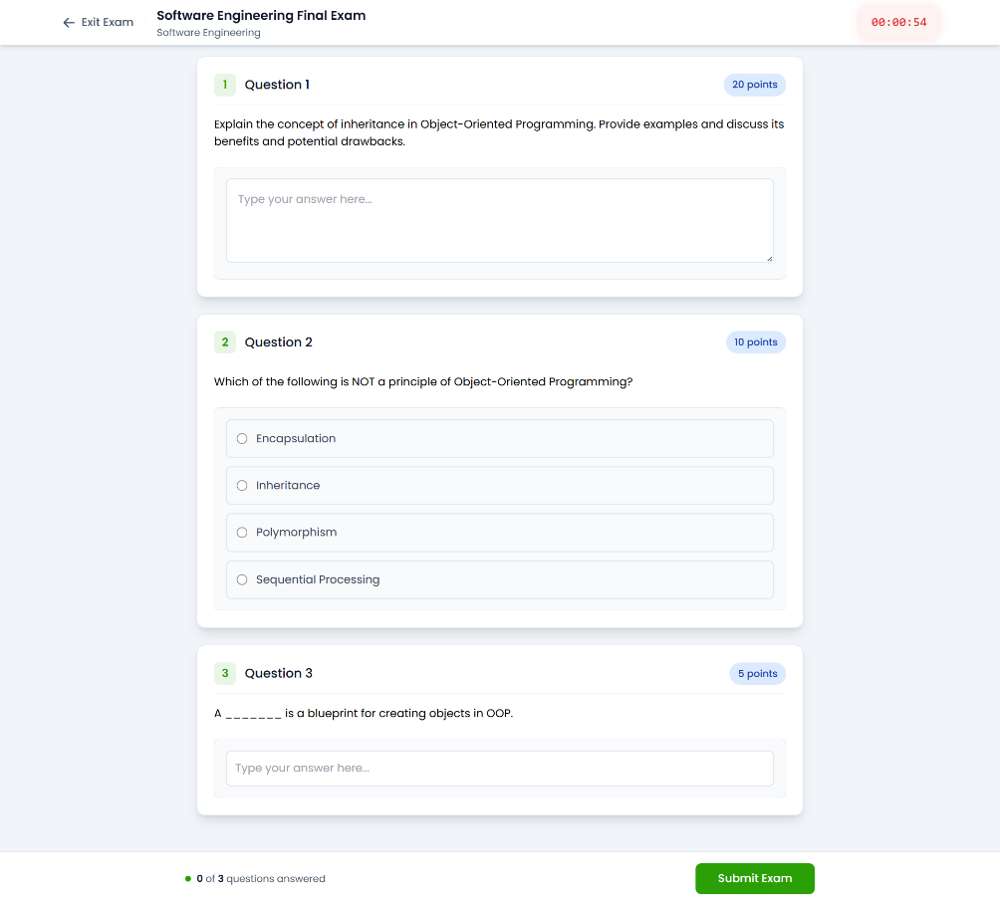 Exit Exam
Software Engineering Final Exam
Software Engineering
00:00:54
1
Question 1
20 points
Explain the concept of inheritance in Object-Oriented Programming. Provide examples and discuss its
benefits and potential drawbacks.
Type your answer here...
2
Question 2
10 points
Which of the following is NOT a principle of Object-Oriented Programming?
Encapsulation
Inheritance
Polymorphism
Sequential Processing
3
Question 3
5 points
A _______ is a blueprint for creating objects in OOP.
Type your answer here...
0 of 3 questions answered
Submit Exam